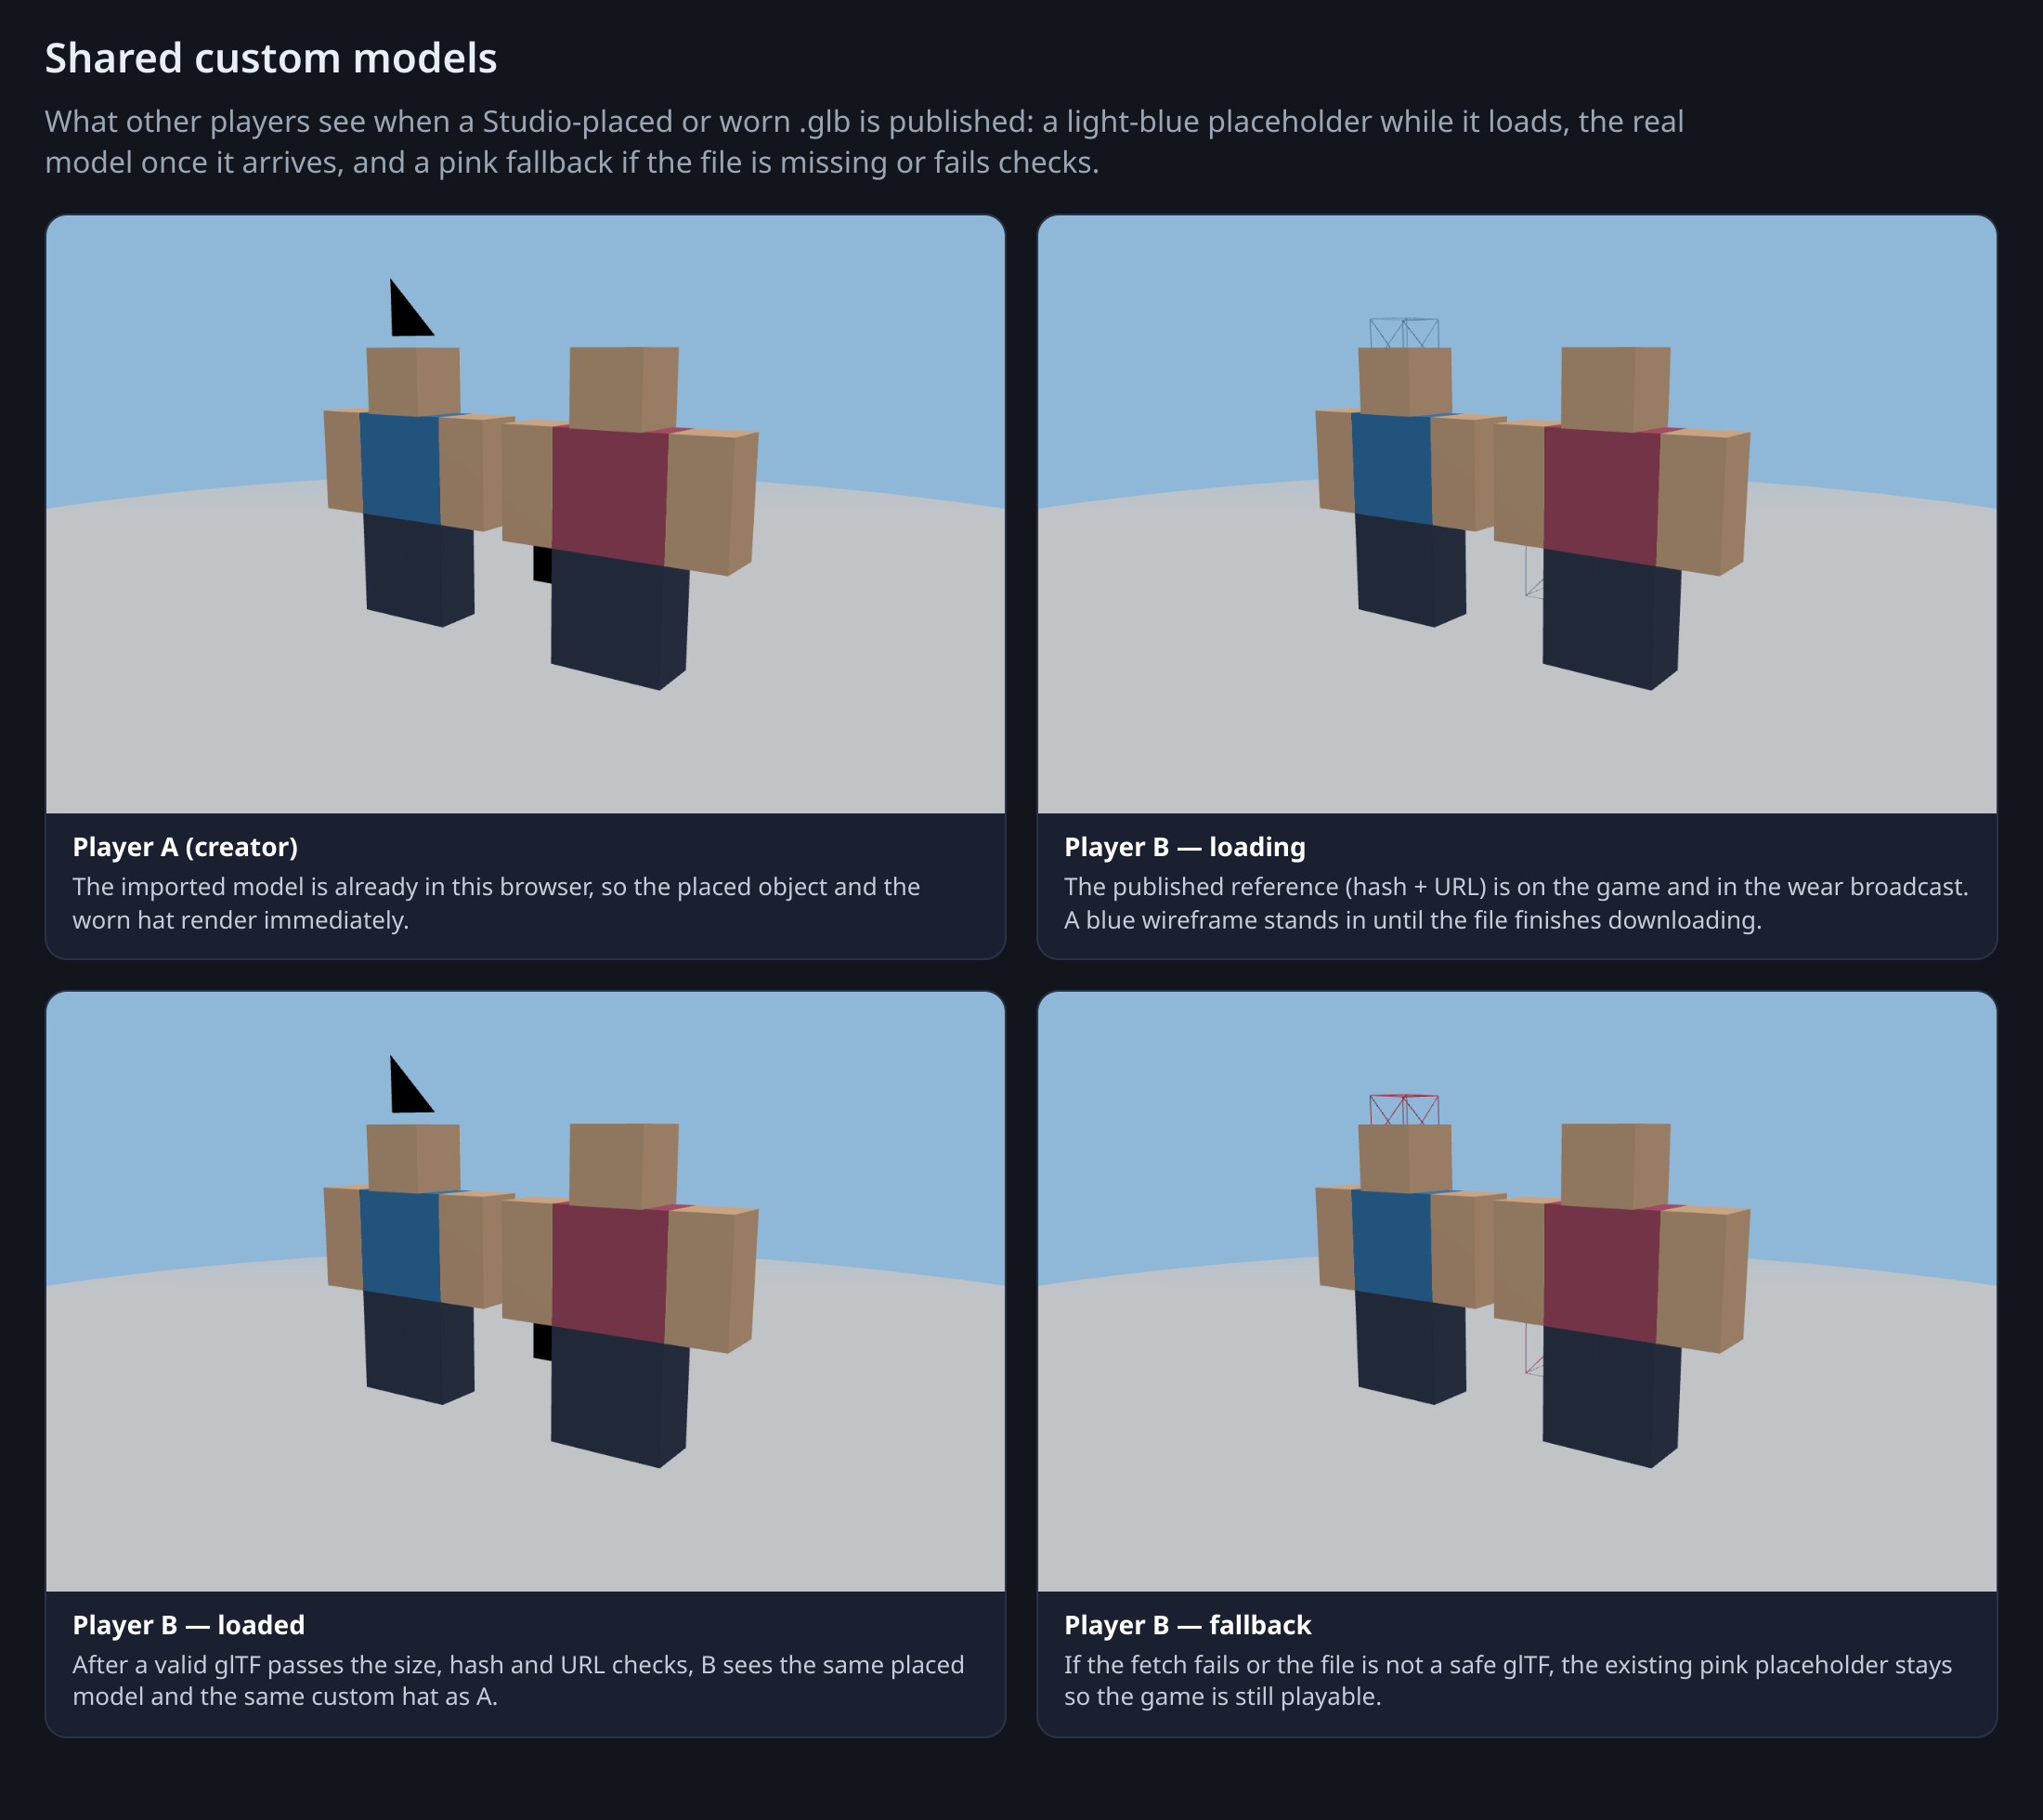 Shared custom models
What other players see when a Studio-placed or worn .glb is published: a light-blue placeholder while it loads, the real
model once it arrives, and a pink fallback if the file is missing or fails checks.
Player A (creator)
The imported model is already in this browser, so the placed object and the
worn hat render immediately.
Player B — loading
The published reference (hash + URL) is on the game and in the wear broadcast.
A blue wireframe stands in until the file finishes downloading.
Player B — loaded
After a valid glTF passes the size, hash and URL checks, B sees the same placed
model and the same custom hat as A.
Player B — fallback
If the fetch fails or the file is not a safe glTF, the existing pink placeholder stays
so the game is still playable.